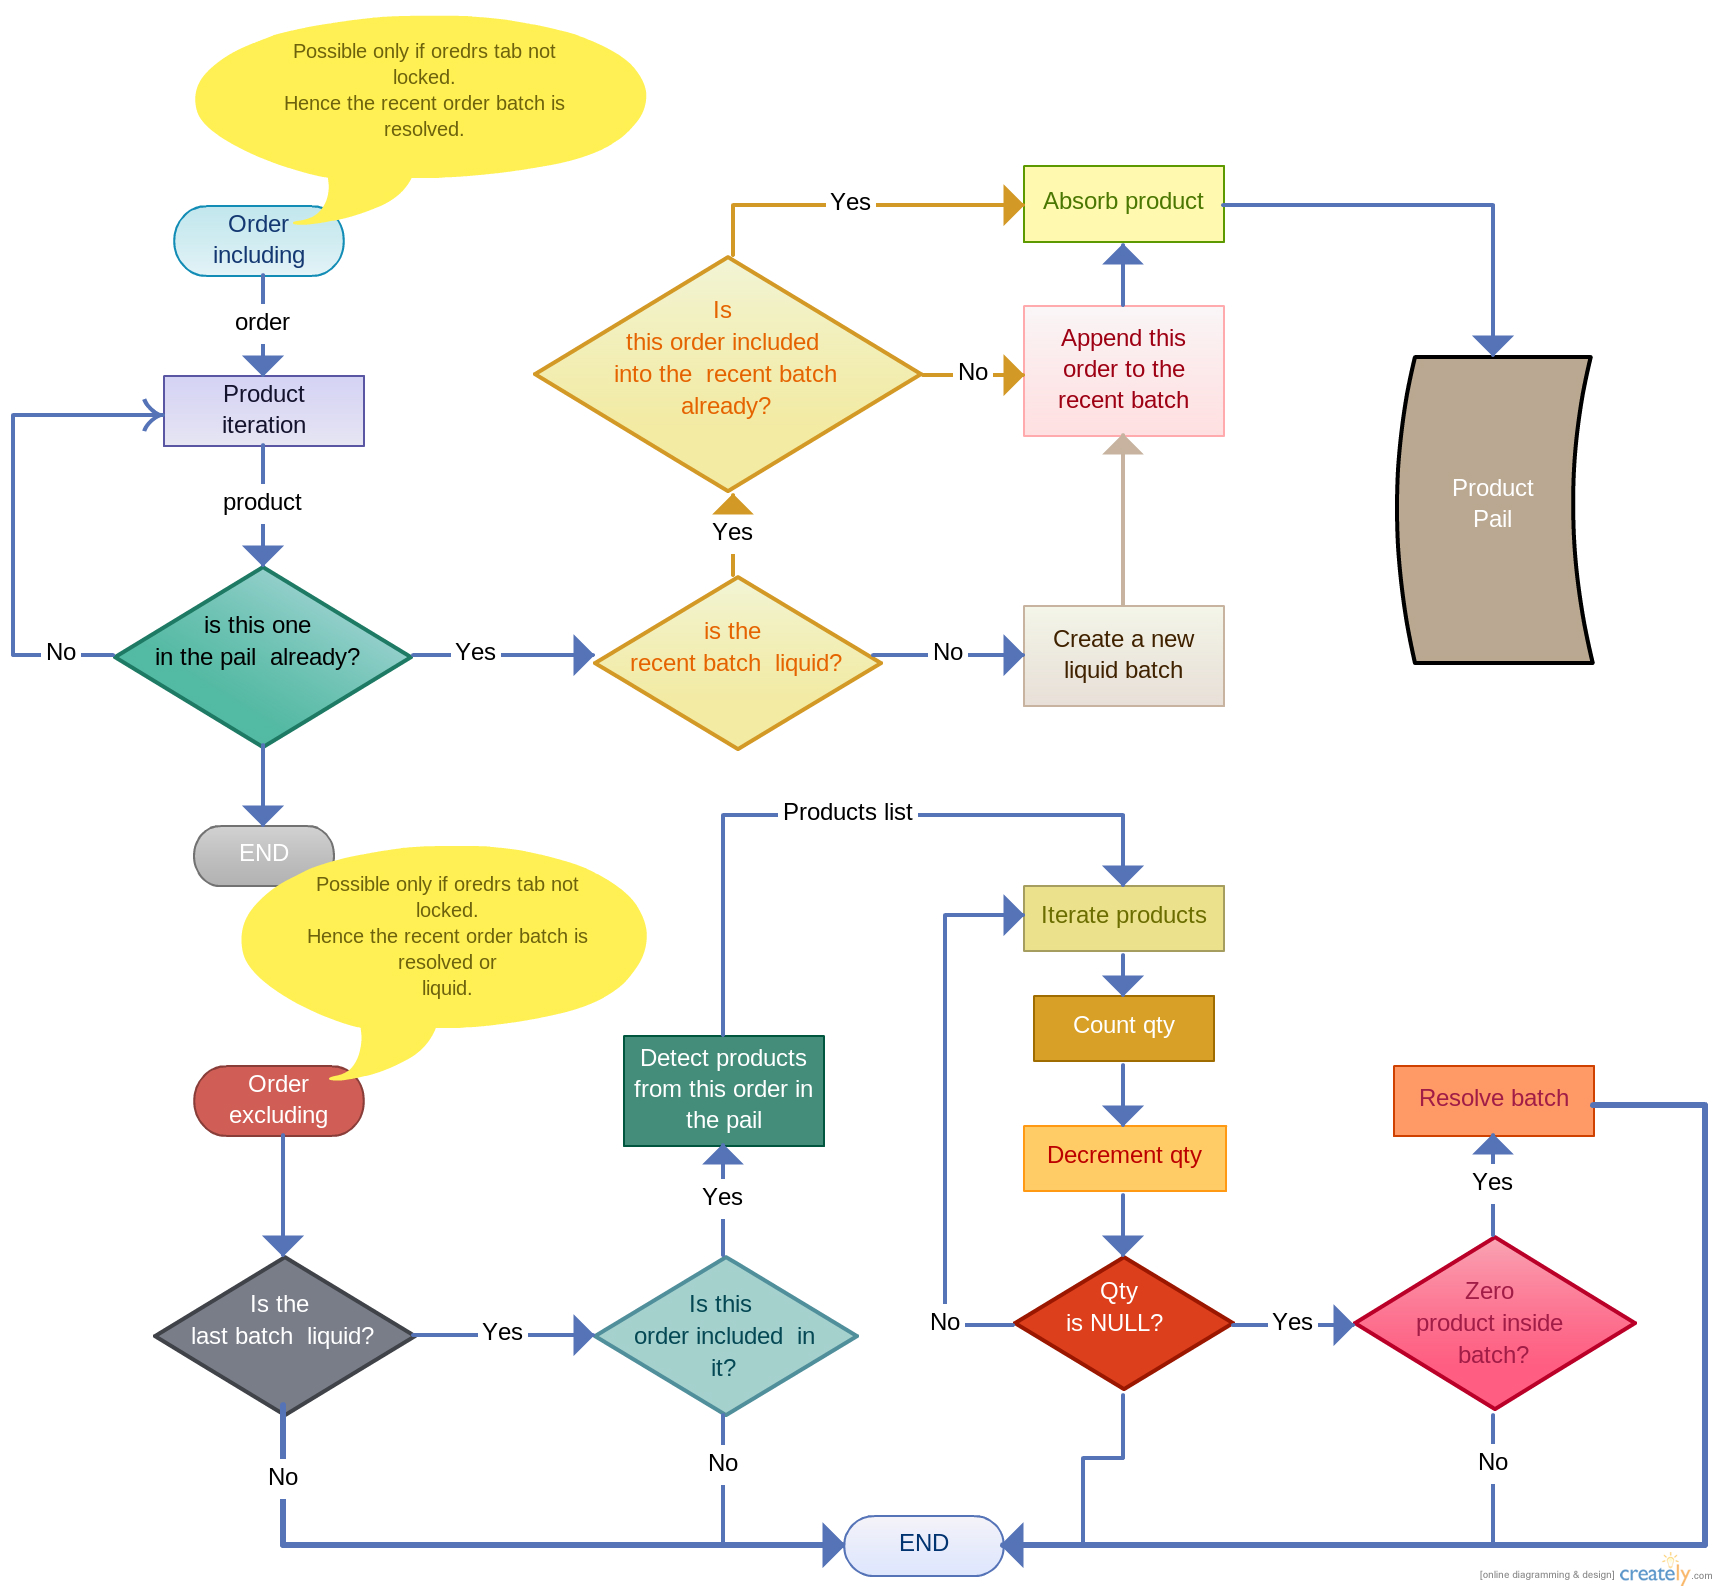 Possible only if oredrs tab not
locked.
Hence the recent order batch is
resolved.
Order
including
order
Product
iteration
product
is this one
in the pail  already?
No
Yes
END
is the
recent batch  liquid?
Yes
No
Is
this order included
into the  recent batch
already?
Yes
No
Absorb product
Append this
order to the
recent batch
Create a new
liquid batch
Product
Pail
Possible only if oredrs tab not
locked.
Hence the recent order batch is
resolved or
liquid.
Order
excluding
Is the
last batch  liquid?
Yes
No
Is this
order included  in
it?
Yes
No
Detect products
from this order in
the pail
Products list
Iterate products
Count qty
Decrement qty
Qty
is NULL?
No
Yes
Zero
product inside
batch?
Yes
No
Resolve batch
END
[online diagramming & design] creately.com